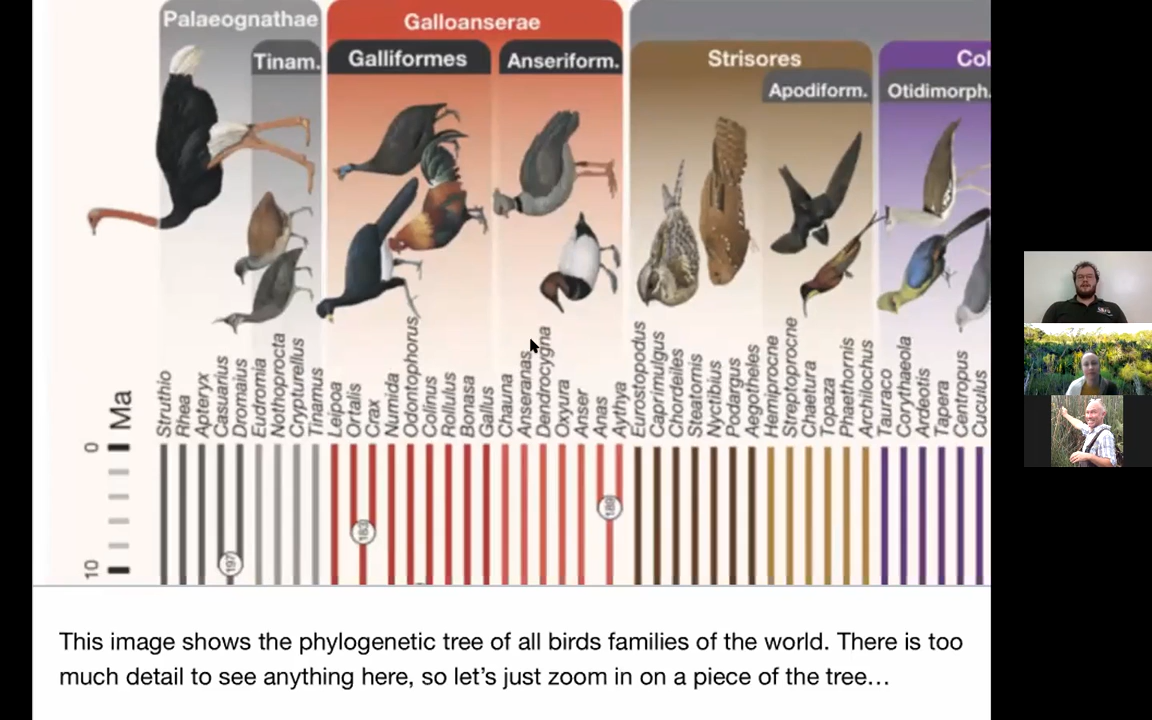 Palaeognathae
Galloanserae
Tinam.
Galliformes
Anseriform.
Strisores
Col
Apodiform.
Otidimorph.
Ma
0
10
Struthio
Rhea
Apteryx
Casuarius
Dromaius
Eudromia
Nothoprocta
Crypturellus
Tinamus
Leipoa
Ortalis
Crax
Numida
Odontophorus
Colinus
Rollulus
Bonasa
Gallus
Chauna
Anseranas
Dendrocygna
Oxyura
Anser
Anas
Aythya
Eurostopodus
Caprimulgus
Chordeiles
Steatornis
Nyctibius
Podargus
Aegotheles
Hemiprocne
Streptoprocne
Chaetura
Topaza
Phaethornis
Archilochus
Tauraco
Corythaeola
Ardeotis
Tapera
Centropus
Cuculus
197
183
189
This image shows the phylogenetic tree of all birds families of the world. There is too
much detail to see anything here, so let’s just zoom in on a piece of the tree…